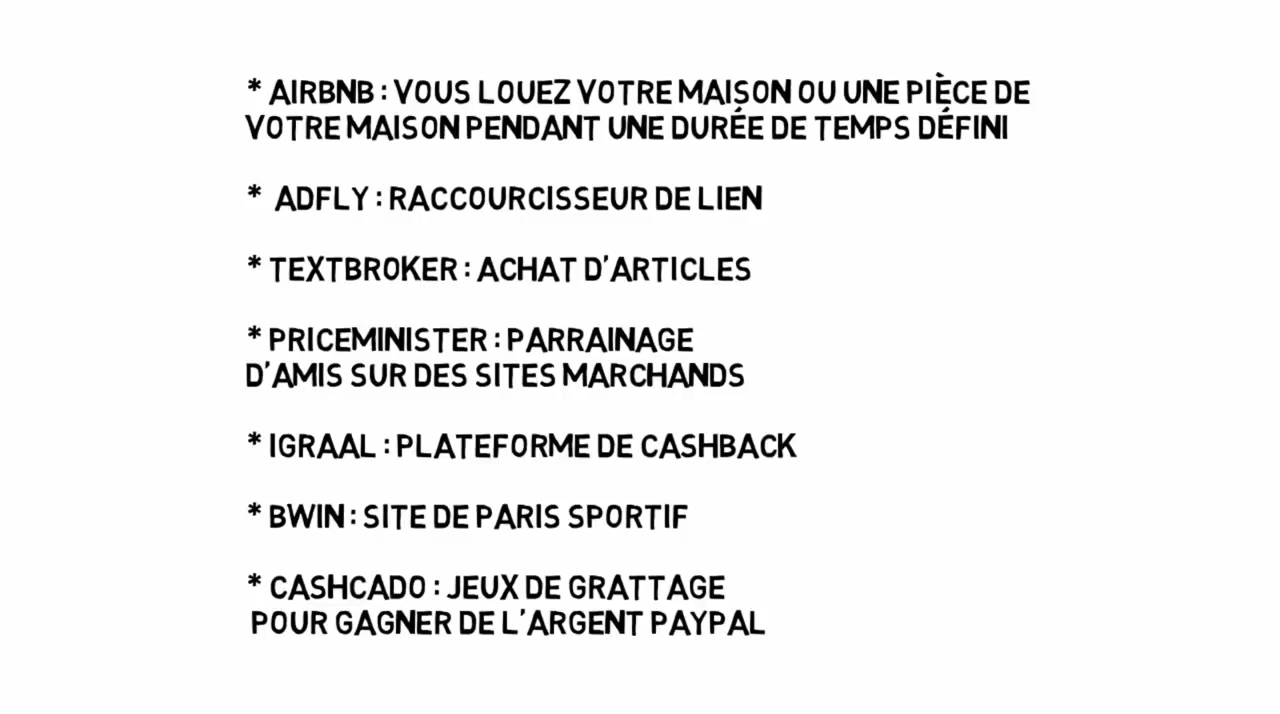 * AIRBNB : VOUS LOUEZ VOTRE MAISON OU UNE PIÈCE DE
VOTRE MAISON PENDANT UNE DURÉE DE TEMPS DÉFINI
* ADFLY : RACCOURCISSEUR DE LIEN
* TEXTBROKER : ACHAT D'ARTICLES
* PRICEMINISTER : PARRAINAGE
D'AMIS SUR DES SITES MARCHANDS
* IGRAAL : PLATEFORME DE CASHBACK
* BWIN : SITE DE PARIS SPORTIF
* CASHCADO : JEUX DE GRATTAGE
POUR GAGNER DE L'ARGENT PAYPAL